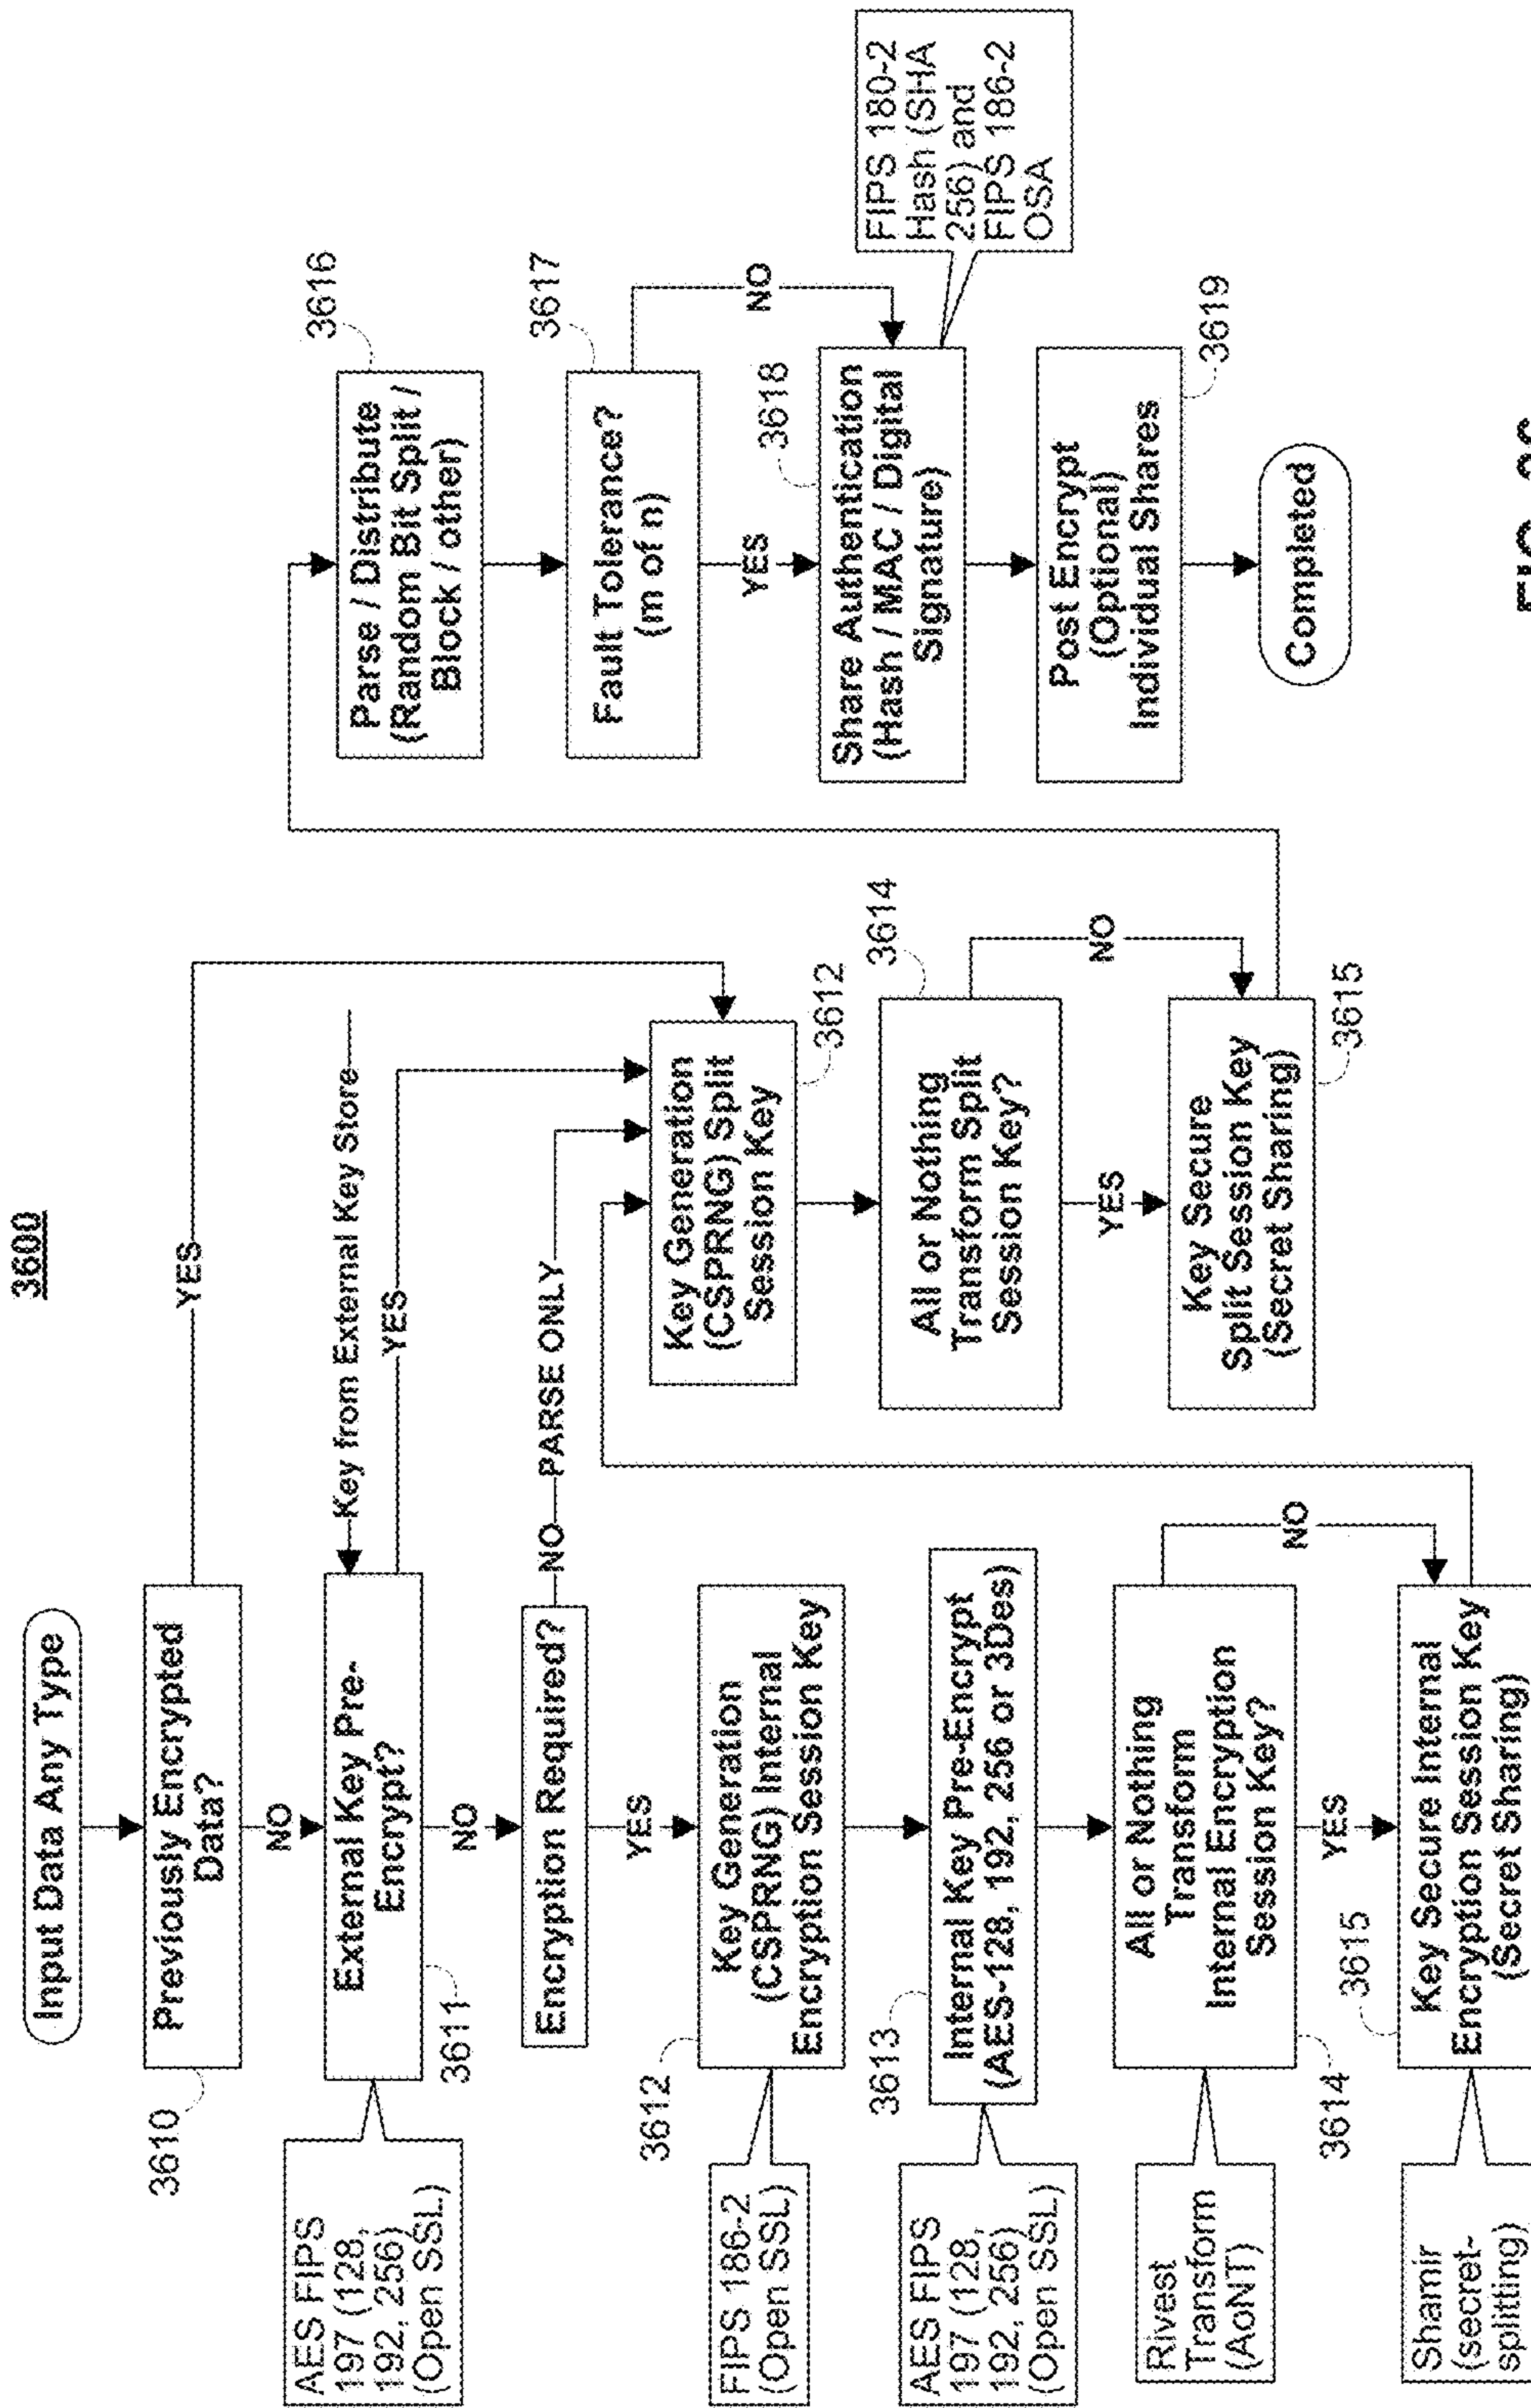 3600
Input Data Any Type
Previously Encrypted
Data?
3610
YES
NO
External Key Pre-
Encrypt?
3611
Key from External Key Store
AES FIPS
197 (128,
192, 256)
(Open SSL)
YES
NO
Encryption Required?
NO
PARSE ONLY
YES
Key Generation
(CSPRNG) Internal
Encryption Session Key
3612
FIPS 186-2
(Open SSL)
Internal Key Pre-Encrypt
(AES-128, 192, 256 or 3Des)
3613
AES FIPS
197 (128,
192, 256)
(Open SSL)
All or Nothing
Transform
Internal Encryption
Session Key?
3614
Rivest
Transform
(AoNT)
NO
YES
Key Secure Internal
Encryption Session Key
(Secret Sharing)
3615
Shamir
(secret-
splitting)
Key Generation
(CSPRNG) Split
Session Key
3612
All or Nothing
Transform Split
Session Key?
3614
NO
YES
Key Secure
Split Session Key
(Secret Sharing)
3615
Parse / Distribute
(Random Bit Split /
Block / other)
3616
Fault Tolerance?
(m of n)
3617
NO
YES
Share Authentication
(Hash / MAC / Digital
Signature)
3618
FIPS 180-2
Hash (SHA
256) and
FIPS 186-2
OSA
Post Encrypt
(Optional)
Individual Shares
3619
Completed